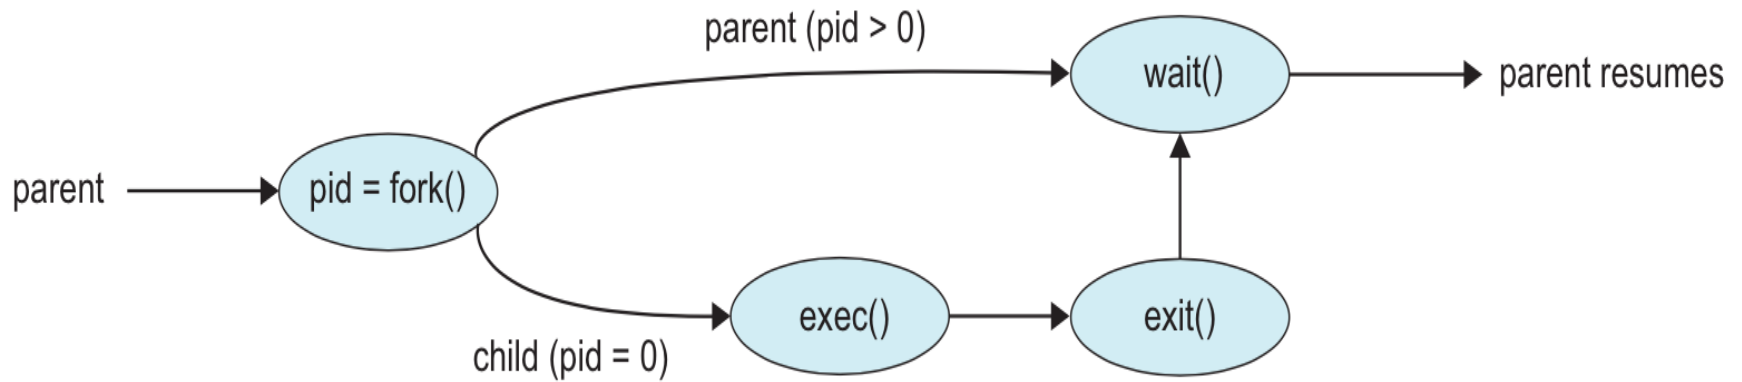 parent (pid > 0)
wait()
parent resumes
parent
pid = fork()
exec()
exit()
child (pid = 0)